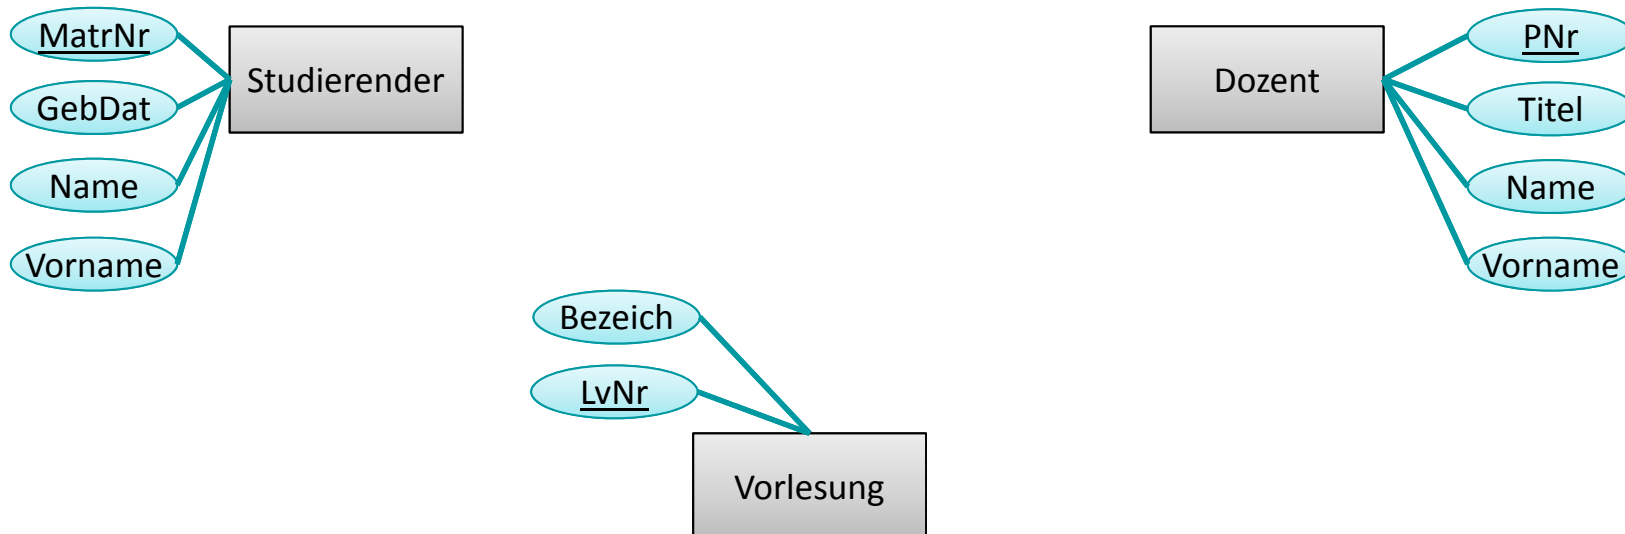 MatrNr
GebDat
Name
Vorname
Studierender
Dozent
PNr
Titel
Name
Vorname
Bezeich
LvNr
Vorlesung